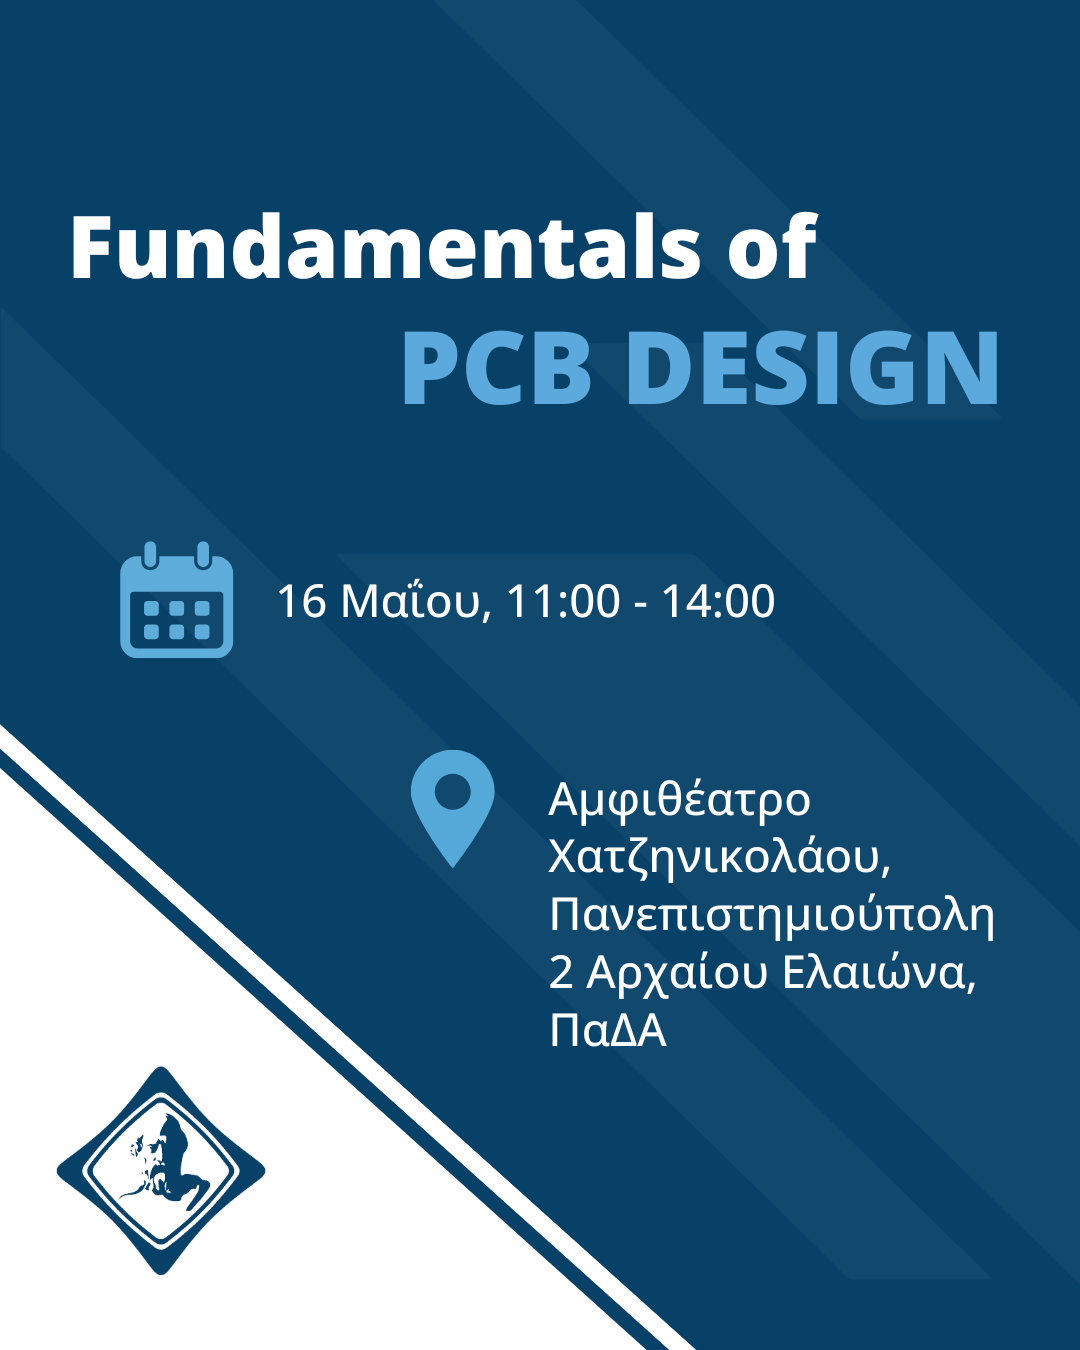 Fundamentals of
PCB DESIGN
16 Μαΐου, 11:00 - 14:00
Αμφιθέατρο
Χατζηνικολάου,
Πανεπιστημιούπολη
2 Αρχαίου Ελαιώνα,
ΠαΔΑ